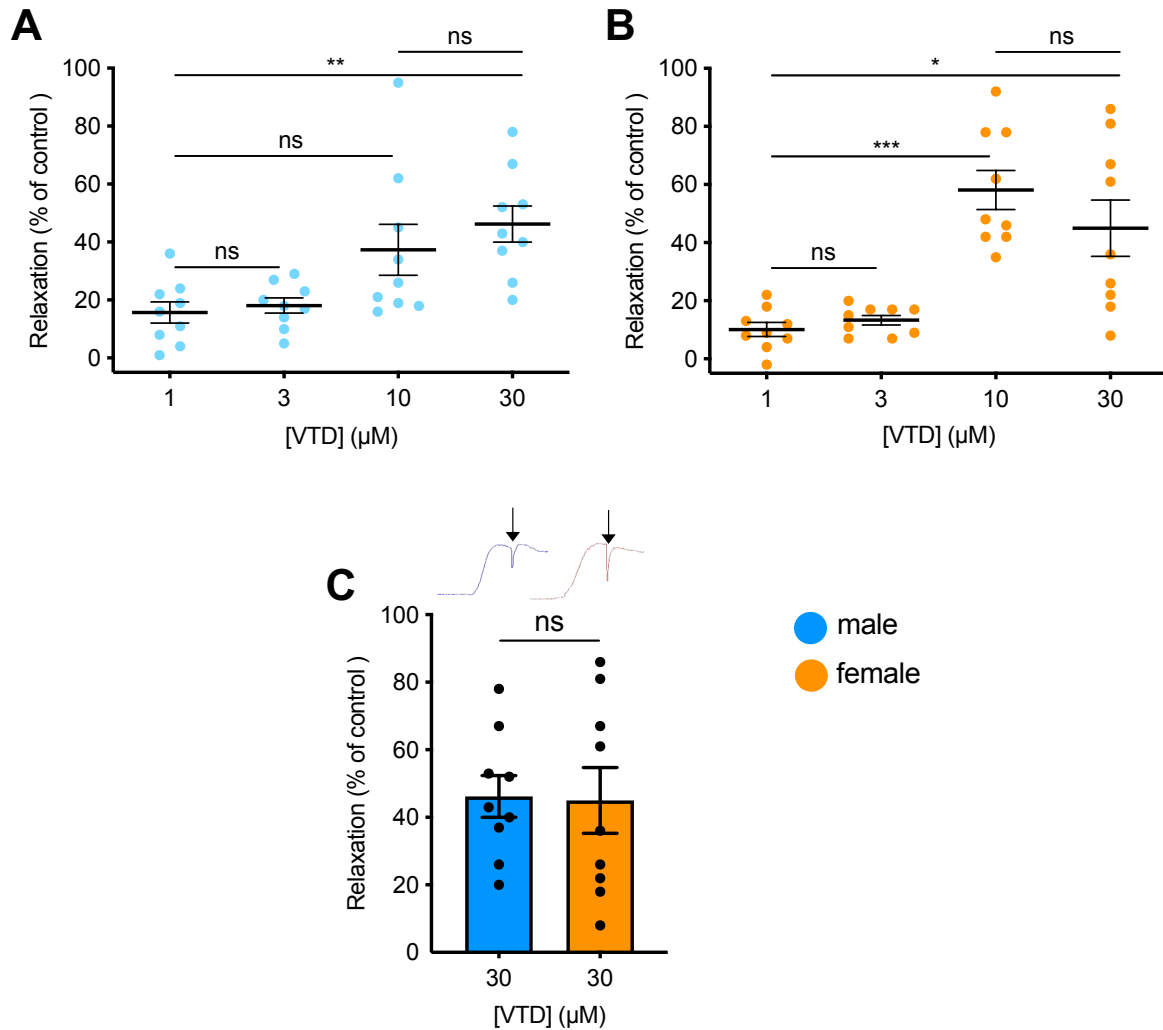 A
ns
**
ns
ns
100
80
60
40
20
0
Relaxation (% of control )
1
3
10
30
[VTD] (µM)
B
ns
*
***
ns
100
80
60
40
20
0
Relaxation (% of control )
1
3
10
30
[VTD] (µM)
C
ns
100
80
60
40
20
0
Relaxation (% of control )
30
30
[VTD] (µM)
male
female